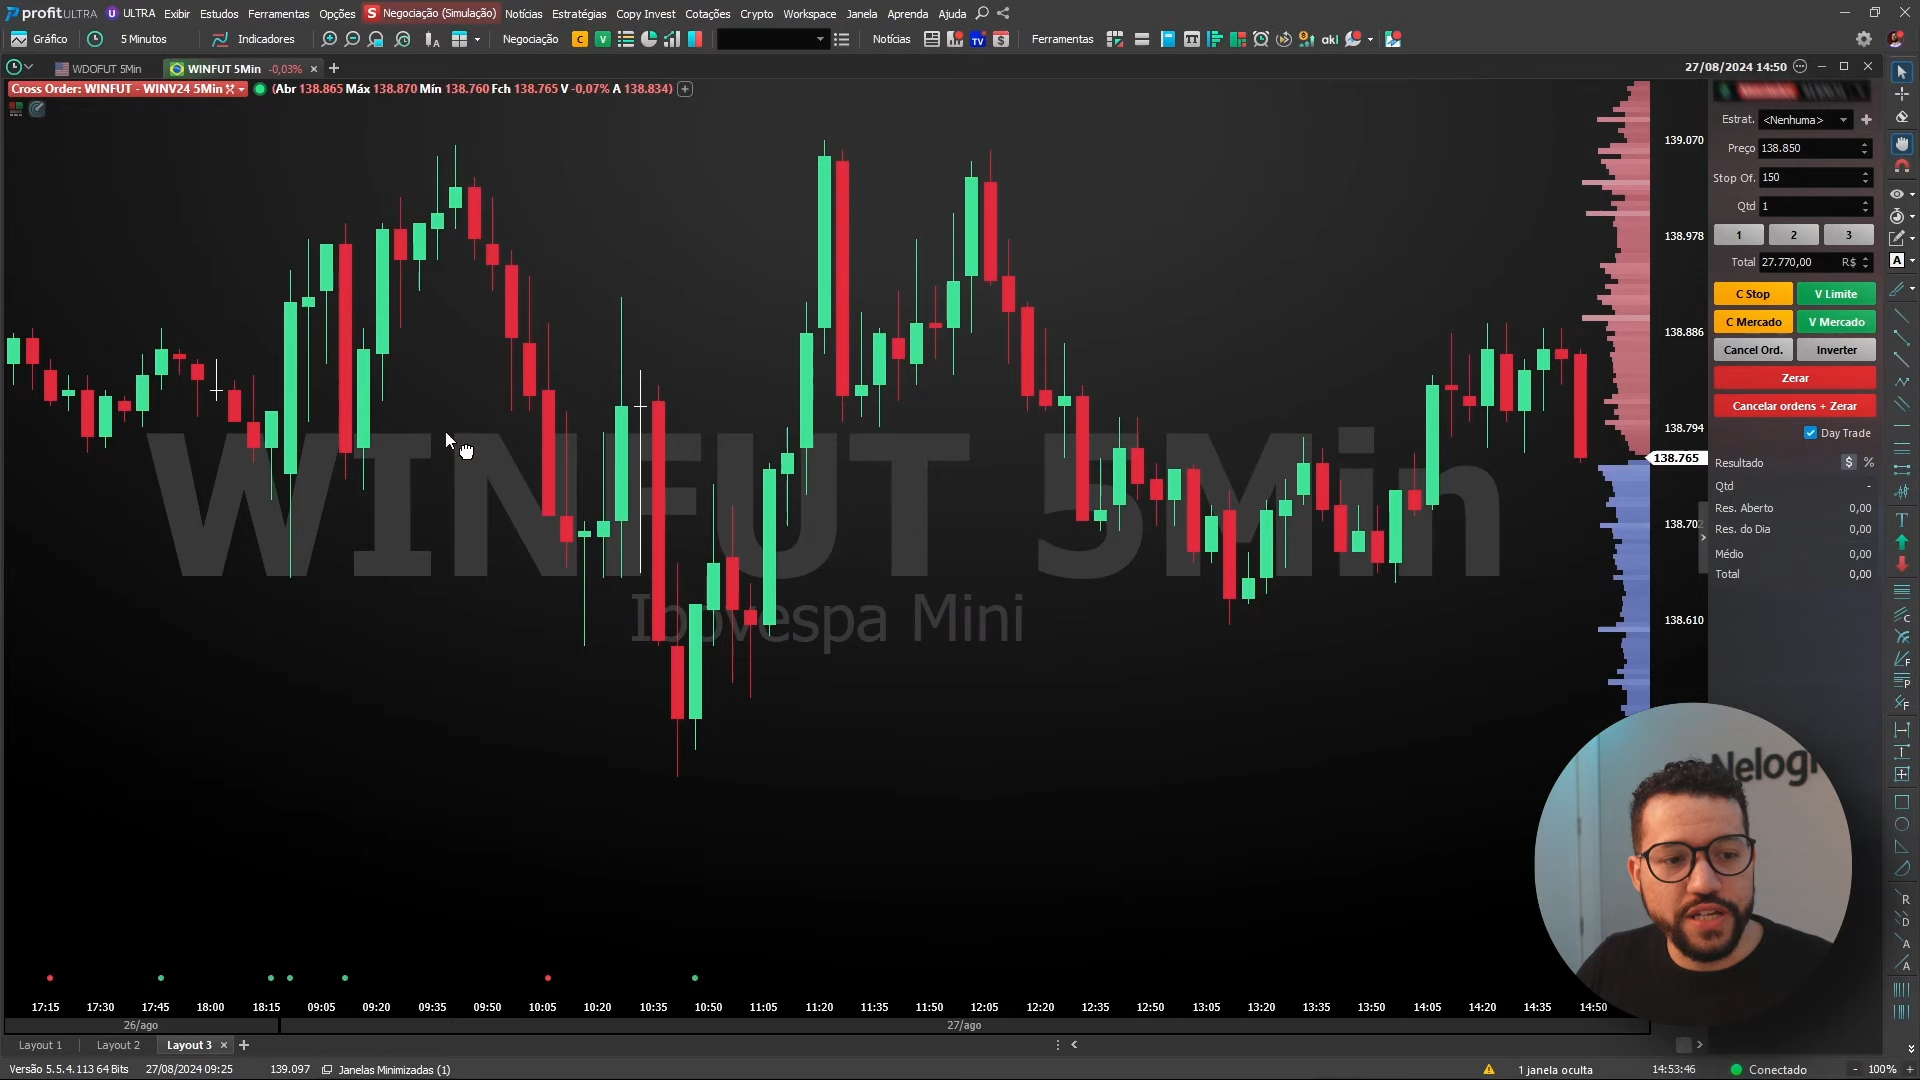 profitULTRA U ULTRA Exibir Estudos Ferramentas Opções S Negociação (Simulação) Notícias Estratégias Copy Invest Cotações Crypto Workspace Janela Aprenda Ajuda
Gráfico 5 Minutos Indicadores Negociação C V Notícias TV $ Ferramentas akl
WDOFUT 5Min WINFUT 5Min -0,03% × + 27/08/2024 14:50
Cross Order: WINFUT - WINV24 5Min (Abr 138.865 Máx 138.870 Mín 138.760 Fch 138.765 V -0,07% A 138.834)
Estrat. <Nenhuma>
Preço 138.850
Stop Of. 150
Qtd 1
1 2 3
Total 27.770,00 R$
C Stop V Limite
C Mercado V Mercado
Cancel Ord. Inverter
Zerar
Cancelar ordens + Zerar
Day Trade
Resultado $ %
Qtd -
Res. Aberto 0,00
Res. do Dia 0,00
Médio 0,00
Total 0,00
139.070
138.978
138.886
138.794
138.765
138.702
138.610
WINFUT 5Min
Ibovespa Mini
17:15 17:30 17:45 18:00 18:15 09:05 09:20 09:35 09:50 10:05 10:20 10:35 10:50 11:05 11:20 11:35 11:50 12:05 12:20 12:35 12:50 13:05 13:20 13:35 13:50 14:05 14:20 14:35 14:50
26/ago 27/ago
Layout 1 Layout 2 Layout 3 × +
Versão 5.5.4.113 64 Bits 27/08/2024 09:25 139.097 Janelas Minimizadas (1) 1 janela oculta 14:53:46 Conectado - 100% +